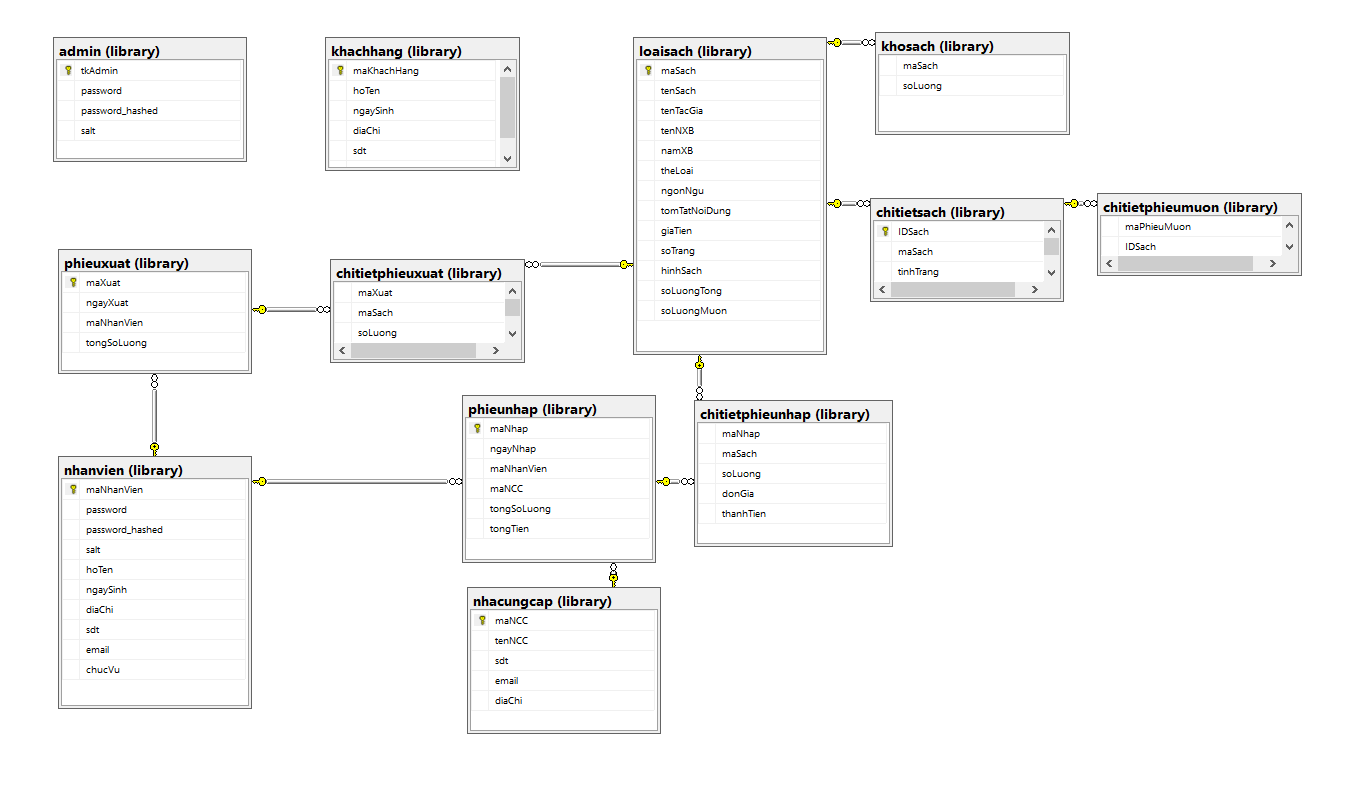 admin (library)
tkAdmin
password
password_hashed
salt
khachhang (library)
maKhachHang
hoTen
ngaySinh
diaChi
sdt
loaisach (library)
maSach
tenSach
tenTacGia
tenNXB
namXB
theLoai
ngonNgu
tomTatNoiDung
giaTien
soTrang
hinhSach
soLuongTong
soLuongMuon
khosach (library)
maSach
soLuong
chitietsach (library)
IDSach
maSach
tinhTrang
chitietphieumuon (library)
maPhieuMuon
IDSach
phieuxuat (library)
maXuat
ngayXuat
maNhanVien
tongSoLuong
chitietphieuxuat (library)
maXuat
maSach
soLuong
phieunhap (library)
maNhap
ngayNhap
maNhanVien
maNCC
tongSoLuong
tongTien
chitietphieunhap (library)
maNhap
maSach
soLuong
donGia
thanhTien
nhanvien (library)
maNhanVien
password
password_hashed
salt
hoTen
ngaySinh
diaChi
sdt
email
chucVu
nhacungcap (library)
maNCC
tenNCC
sdt
email
diaChi